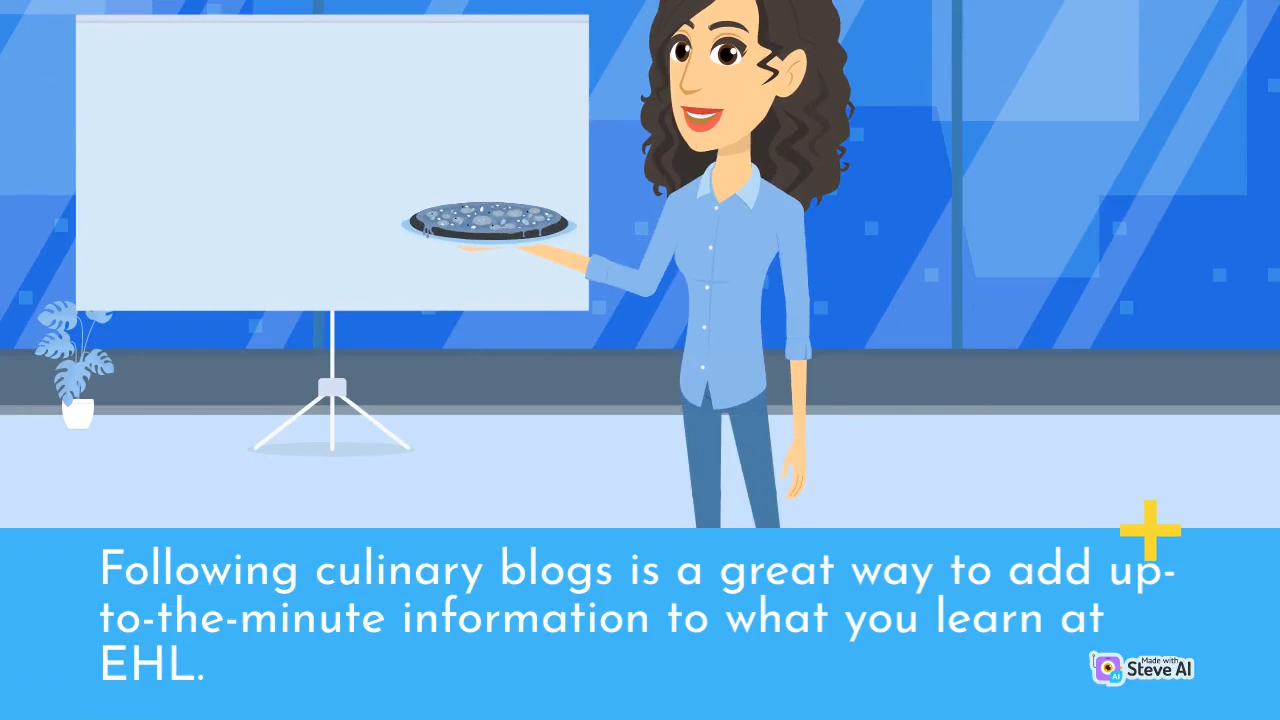 Following culinary blogs is a great way to add up-
to-the-minute information to what you learn at
EHL.
Made with
Steve AI
AI